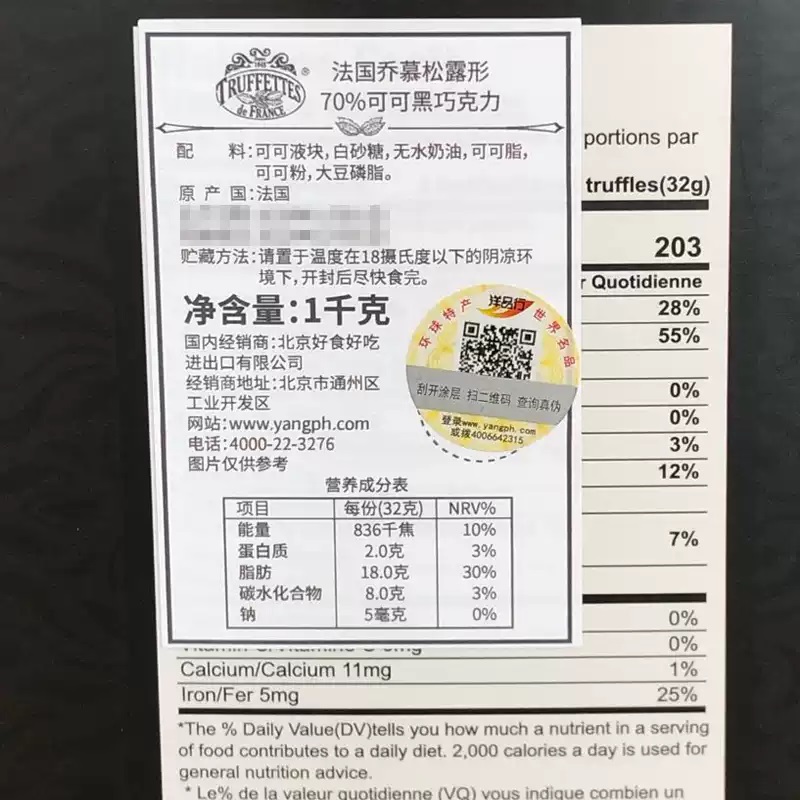 TRUFFETTES
de FRANCE
®
法国乔慕松露形
70%可可黑巧克力
配 料:可可液块,白砂糖,无水奶油,可可脂,
可可粉,大豆磷脂。
原 产 国:法国
贮藏方法:请置于温度在18摄氏度以下的阴凉环
境下,开封后尽快食完。
净含量:1千克
国内经销商:北京好食好吃
进出口有限公司
经销商地址:北京市通州区
工业开发区
网站:www.yangph.com
电话:4000-22-3276
图片仅供参考
环球特产 洋品行 世界名品
刮开涂层 扫二维码 查询真伪
登录www.yangph.com
或拨4006642315
营养成分表
项目 每份(32克) NRV%
能量 836千焦 10%
蛋白质 2.0克 3%
脂肪 18.0克 30%
碳水化合物 8.0克 3%
钠 5毫克 0%
portions par
truffles(32g)
203
Quotidienne
28%
55%
0%
0%
3%
12%
7%
0%
0%
Calcium/Calcium 11mg 1%
Iron/Fer 5mg 25%
*The % Daily Value(DV)tells you how much a nutrient in a serving
of food contributes to a daily diet. 2,000 calories a day is used for
general nutrition advice.
* Le% de la valeur quotidienne (VQ) vous indique combien un